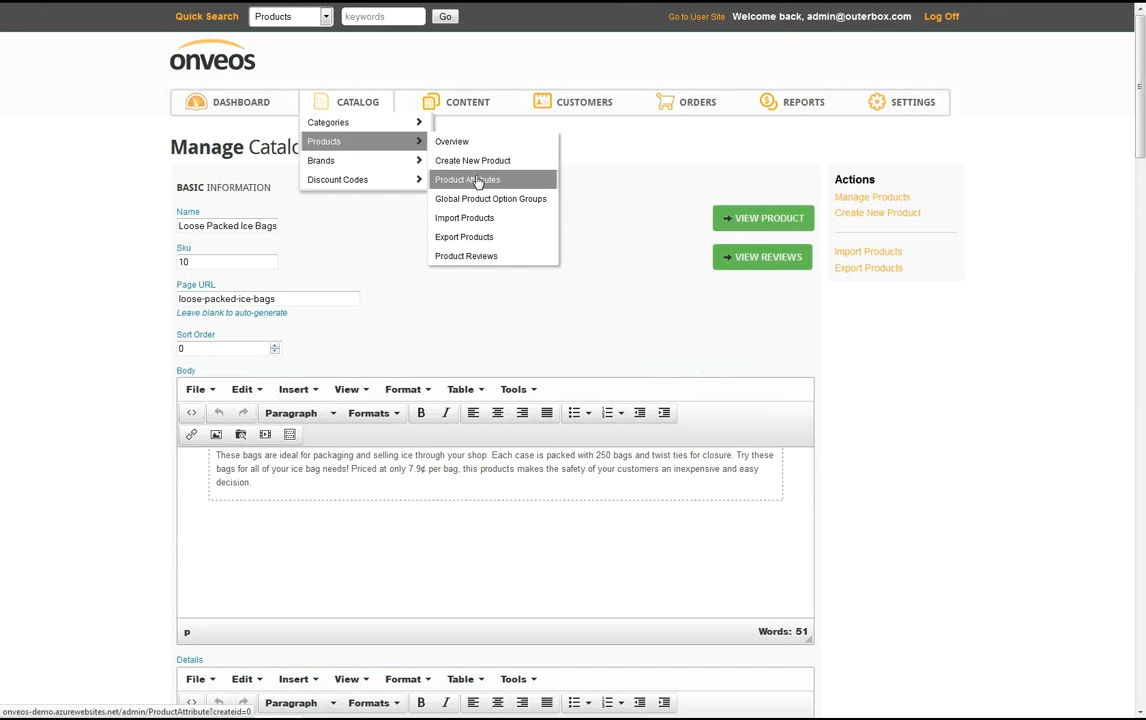 Quick Search Products keywords Go Go to User Site Welcome back, admin@outerbox.com Log Off
onveos
DASHBOARD CATALOG CONTENT CUSTOMERS ORDERS REPORTS SETTINGS
Categories
Products
Brands
Discount Codes
Overview
Create New Product
Product Attributes
Global Product Option Groups
Import Products
Export Products
Product Reviews
Manage
BASIC INFORMATION
Name
Loose Packed Ice Bags
Sku
10
Page URL
loose-packed-ice-bags
Leave blank to auto-generate
Sort Order
0
VIEW PRODUCT
VIEW REVIEWS
Actions
Manage Products
Create New Product
Import Products
Export Products
Body
File Edit Insert View Format Table Tools
<> Paragraph Formats B I
These bags are ideal for packaging and selling ice through your shop. Each case is packed with 250 bags and twist ties for closure. Try these
bags for all of your ice bag needs! Priced at only 7.9¢ per bag, this products makes the safety of your customers an inexpensive and easy
decision.
p Words: 51
Details
File Edit Insert View Format Table Tools
<> Paragraph Formats B I
onveos-demo.azurewebsites.net/admin/ProductAttribute?createid=0